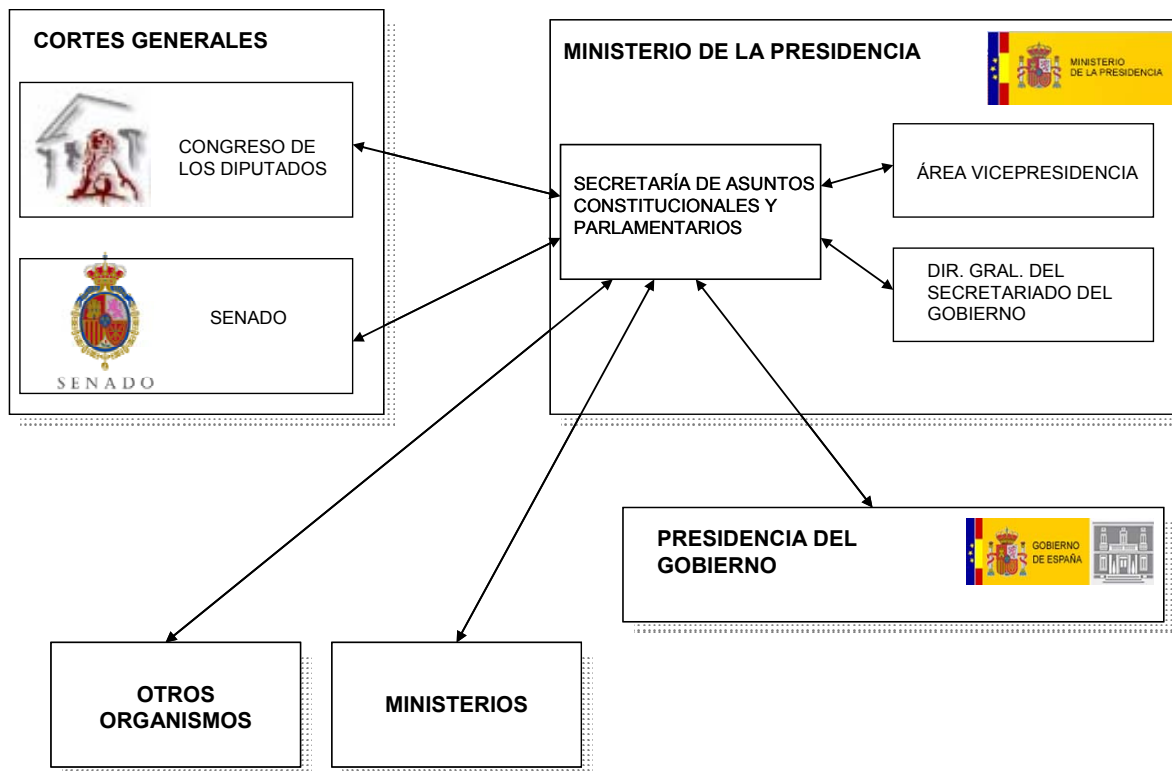 CORTES GENERALES
CONGRESO DE
LOS DIPUTADOS
SENADO
SENADO
MINISTERIO DE LA PRESIDENCIA
MINISTERIO
DE LA PRESIDENCIA
SECRETARÍA DE ASUNTOS
CONSTITUCIONALES Y
PARLAMENTARIOS
ÁREA VICEPRESIDENCIA
DIR. GRAL. DEL
SECRETARIADO DEL
GOBIERNO
PRESIDENCIA DEL
GOBIERNO
GOBIERNO
DE ESPAÑA
OTROS
ORGANISMOS
MINISTERIOS